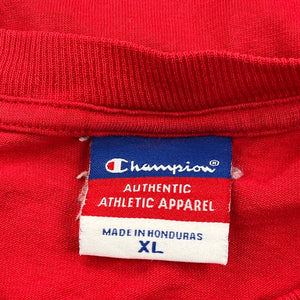 Champion®
AUTHENTIC
ATHLETIC APPAREL
MADE IN HONDURAS
XL